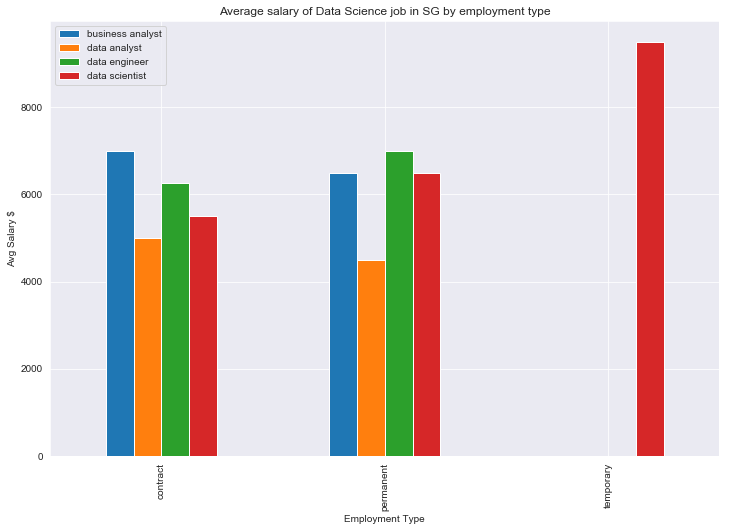 Average salary of Data Science job in SG by employment type
business analyst
data analyst
data engineer
data scientist
8000
6000
4000
2000
0
Avg Salary $
contract
permanent
temporary
Employment Type